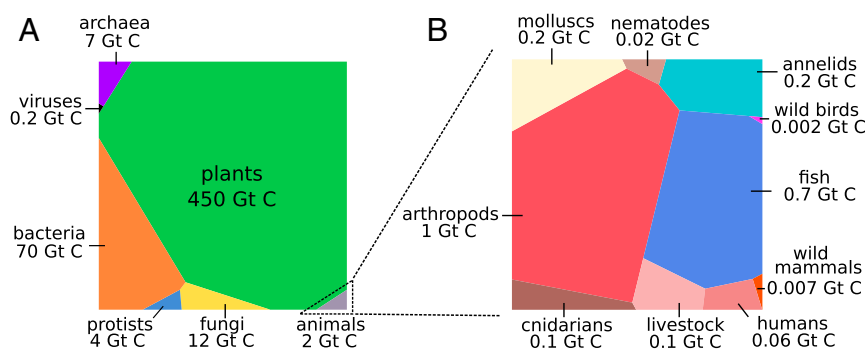 A
archaea
7 Gt C
viruses
0.2 Gt C
plants
450 Gt C
bacteria
70 Gt C
protists
4 Gt C
fungi
12 Gt C
animals
2 Gt C
B
molluscs
0.2 Gt C
nematodes
0.02 Gt C
annelids
0.2 Gt C
wild birds
0.002 Gt C
fish
0.7 Gt C
arthropods
1 Gt C
wild
mammals
0.007 Gt C
cnidarians
0.1 Gt C
livestock
0.1 Gt C
humans
0.06 Gt C